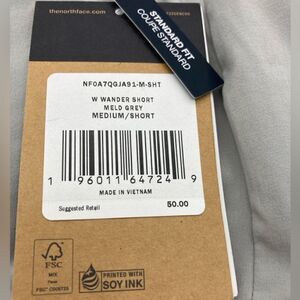 thenorthface.com
STANDARD FIT
COUPE STANDARD
NF0A7QGJA91-M-SHT
W WANDER SHORT
MELD GREY
MEDIUM/SHORT
1 96011 64724 9
MADE IN VIETNAM
Suggested Retail
50.00
FSC
MIX
PRINTED WITH
SOY INK